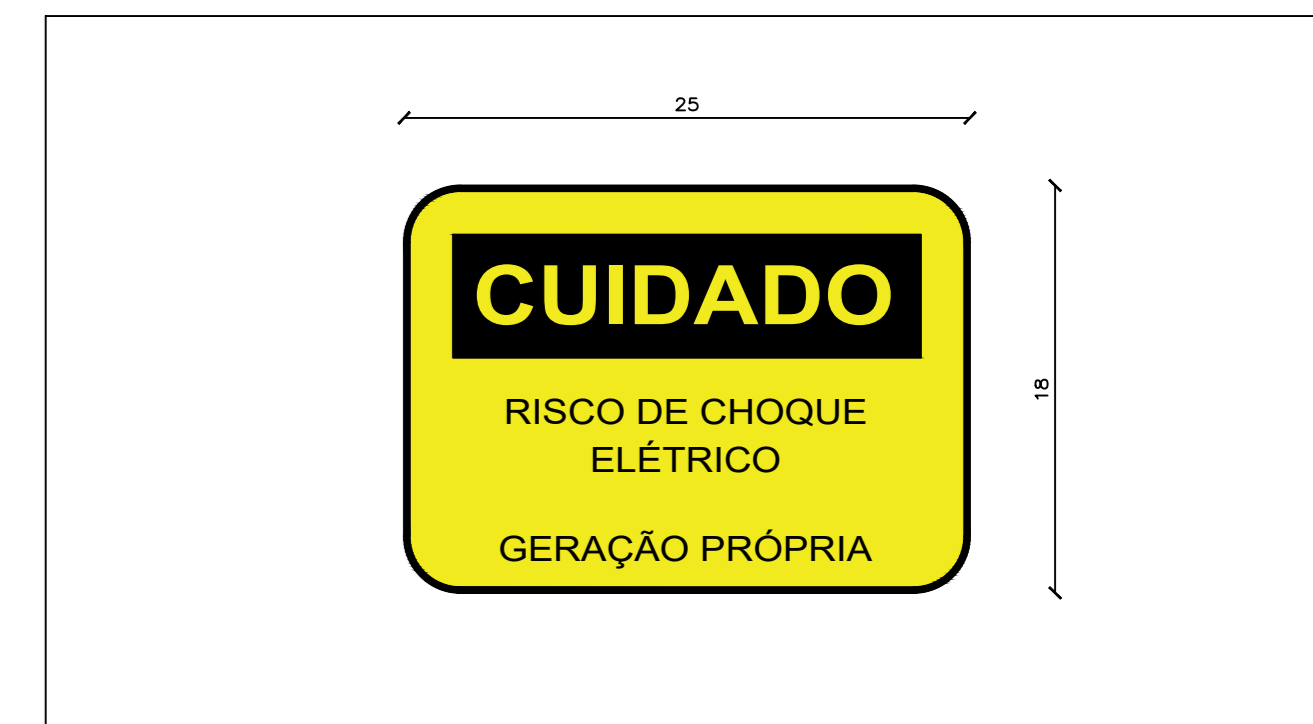 25
CUIDADO
18
RISCO DE CHOQUE
ELÉTRICO
GERAÇÃO PRÓPRIA